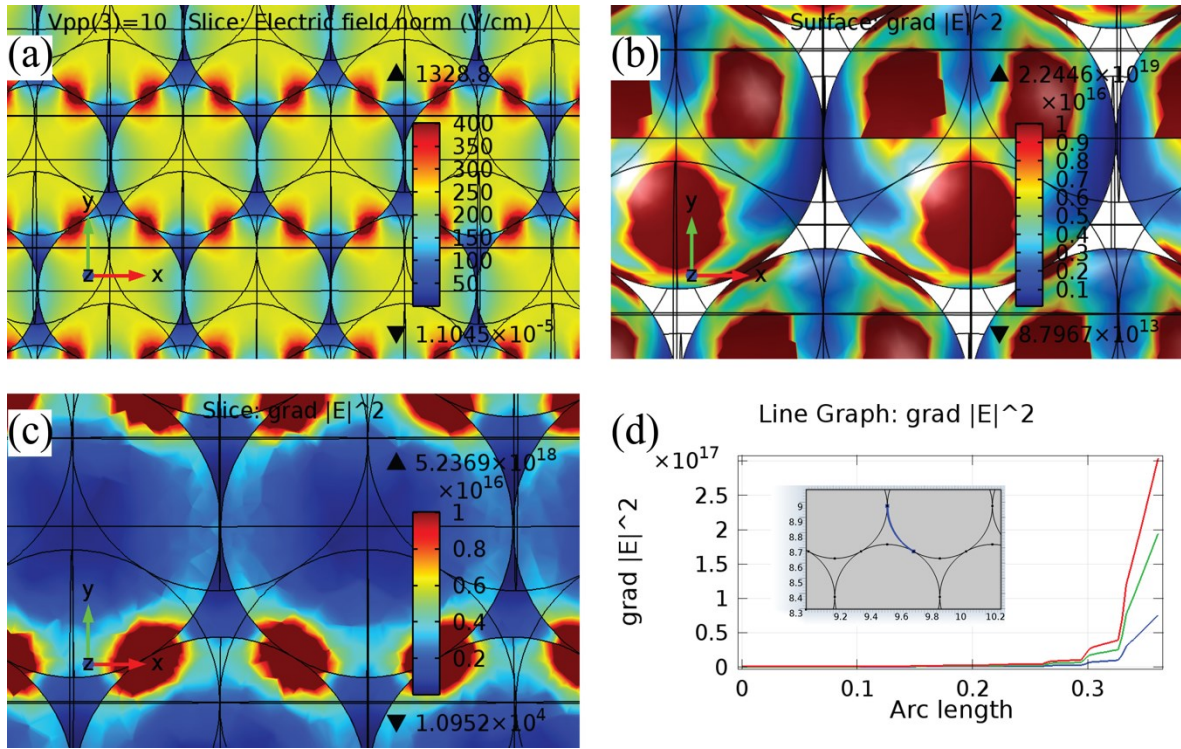 (a)
Vpp(3)=10 Slice: Electric field norm (V/cm)
▲ 1328.8
400
350
300
250
200
150
100
50
▼ 1.1045×10⁻⁵
y
z
x
(b)
Surface: grad |E|^2
▲ 2.2446×10¹⁹
×10¹⁶
1
0.9
0.8
0.7
0.6
0.5
0.4
0.3
0.2
0.1
▼ 8.7967×10¹³
y
z
x
(c)
Slice: grad |E|^2
▲ 5.2369×10¹⁸
×10¹⁶
1
0.8
0.6
0.4
0.2
▼ 1.0952×10⁴
y
z
x
(d)
Line Graph: grad |E|^2
×10¹⁷
2.5
2
1.5
1
0.5
0
grad |E|^2
0
0.1
0.2
0.3
Arc length
9
8.9
8.8
8.7
8.6
8.5
8.4
8.3
9.2
9.4
9.6
9.8
10
10.2